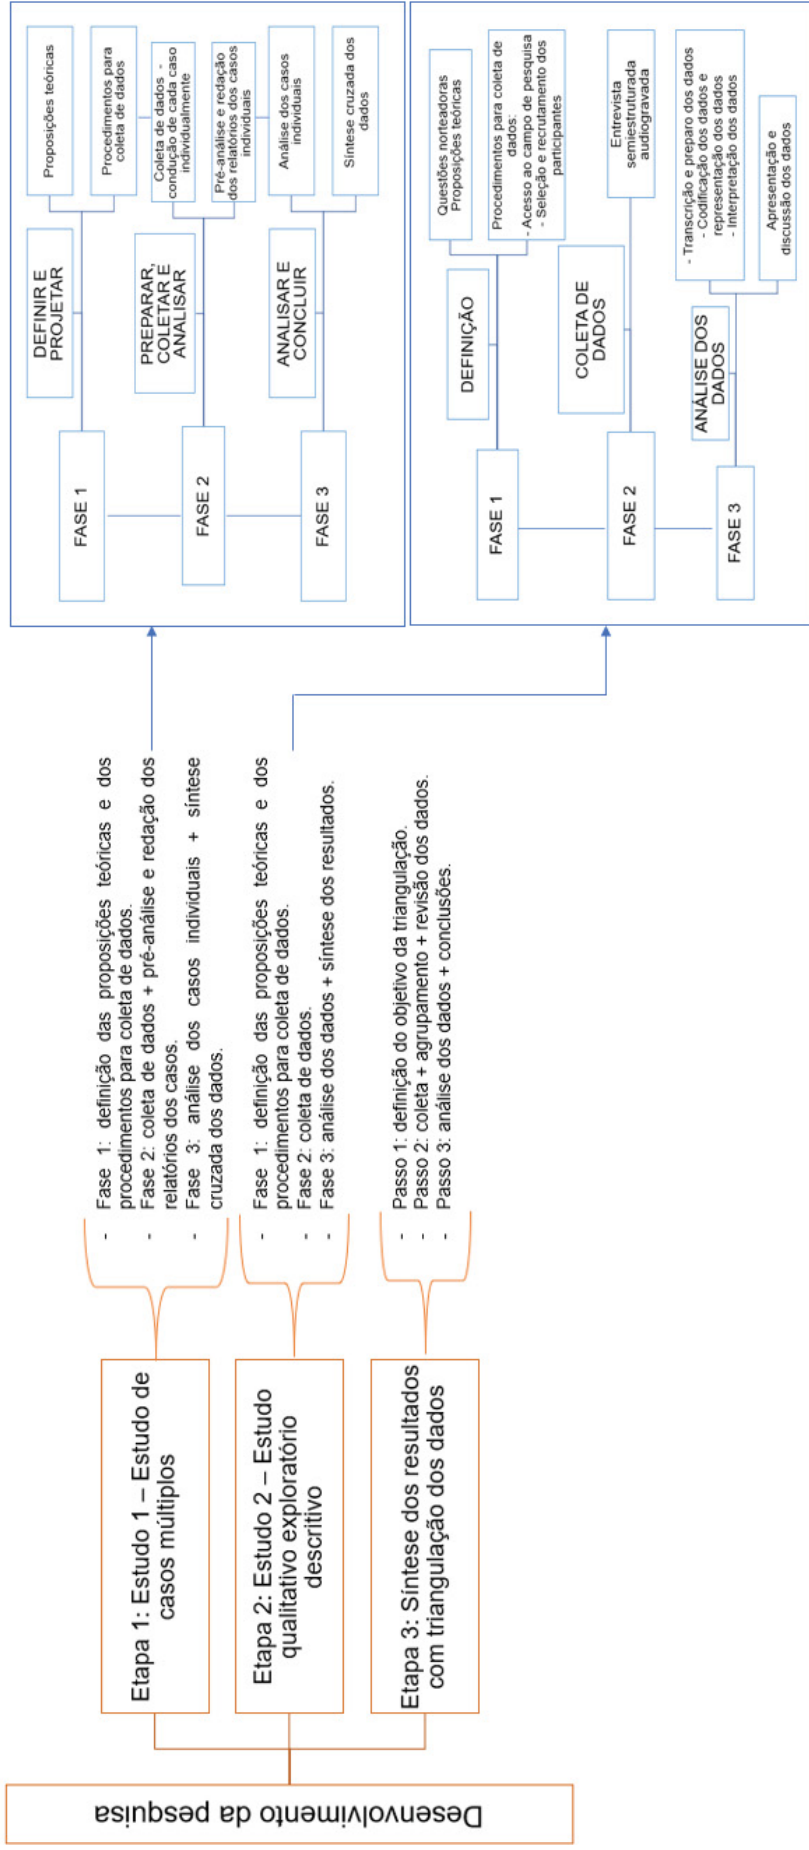 Desenvolvimento da pesquisa
Etapa 1: Estudo 1 – Estudo de
casos múltiplos
- Fase 1: definição das proposições teóricas e dos
procedimentos para coleta de dados.
- Fase 2: coleta de dados + pré-análise e redação dos
relatórios dos casos.
- Fase 3: análise dos casos individuais + síntese
cruzada dos dados.
Etapa 2: Estudo 2 – Estudo
qualitativo exploratório
descritivo
- Fase 1: definição das proposições teóricas e dos
procedimentos para coleta de dados.
- Fase 2: coleta de dados.
- Fase 3: análise dos dados + síntese dos resultados.
Etapa 3: Síntese dos resultados
com triangulação dos dados
- Passo 1: definição do objetivo da triangulação.
- Passo 2: coleta + agrupamento + revisão dos dados.
- Passo 3: análise dos dados + conclusões.
FASE 1
DEFINIR E
PROJETAR
Proposições teóricas
Procedimentos para
coleta de dados
FASE 2
PREPARAR,
COLETAR E
ANALISAR
Coleta de dados -
condução de cada caso
individualmente
Pré-análise e redação
dos relatórios dos casos
individuais
FASE 3
ANALISAR E
CONCLUIR
Análise dos casos
individuais
Síntese cruzada dos
dados
FASE 1
DEFINIÇÃO
Questões norteadoras
Proposições teóricas
Procedimentos para coleta de
dados:
- Acesso ao campo de pesquisa
- Seleção e recrutamento dos
participantes
FASE 2
COLETA DE
DADOS
Entrevista
semiestruturada
audiogravada
FASE 3
ANÁLISE DOS
DADOS
- Transcrição e preparo dos dados
- Codificação dos dados e
representação dos dados
- Interpretação dos dados
Apresentação e
discussão dos dados